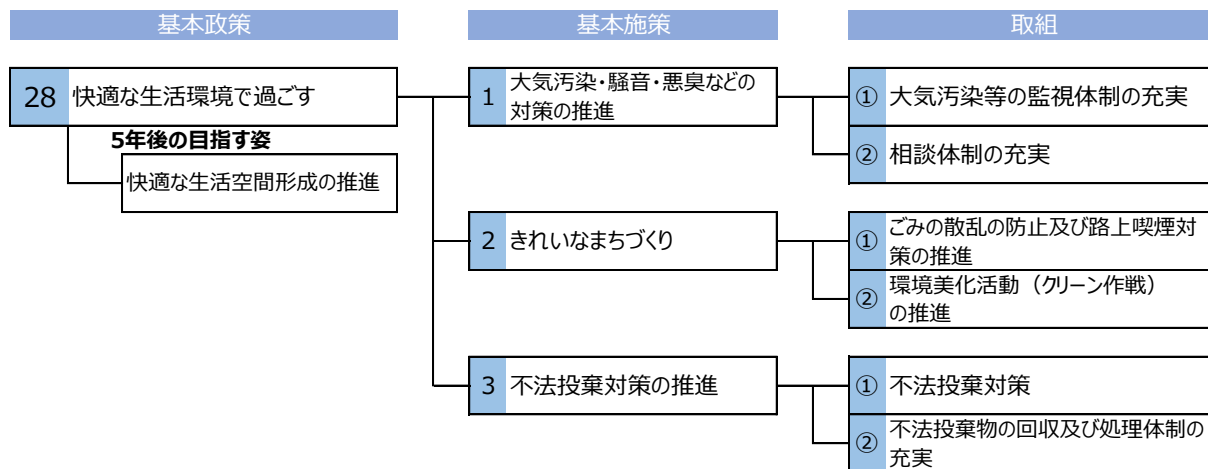 基本政策
基本施策
取組
28 快適な生活環境で過ごす
5年後の目指す姿
快適な生活空間形成の推進
1 大気汚染・騒音・悪臭などの
対策の推進
① 大気汚染等の監視体制の充実
② 相談体制の充実
2 きれいなまちづくり
① ごみの散乱の防止及び路上喫煙対
策の推進
② 環境美化活動（クリーン作戦）
の推進
3 不法投棄対策の推進
① 不法投棄対策
② 不法投棄物の回収及び処理体制の
充実